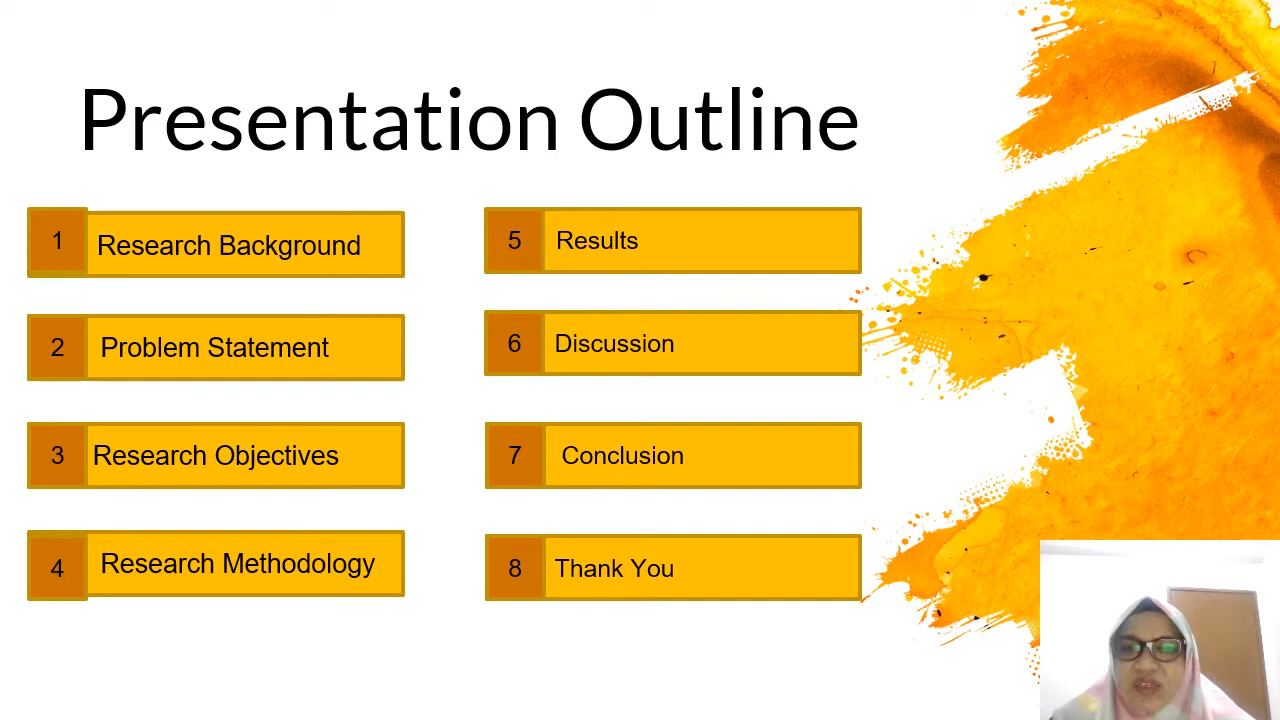 Presentation Outline
1 Research Background
2 Problem Statement
3 Research Objectives
4 Research Methodology
5 Results
6 Discussion
7 Conclusion
8 Thank You